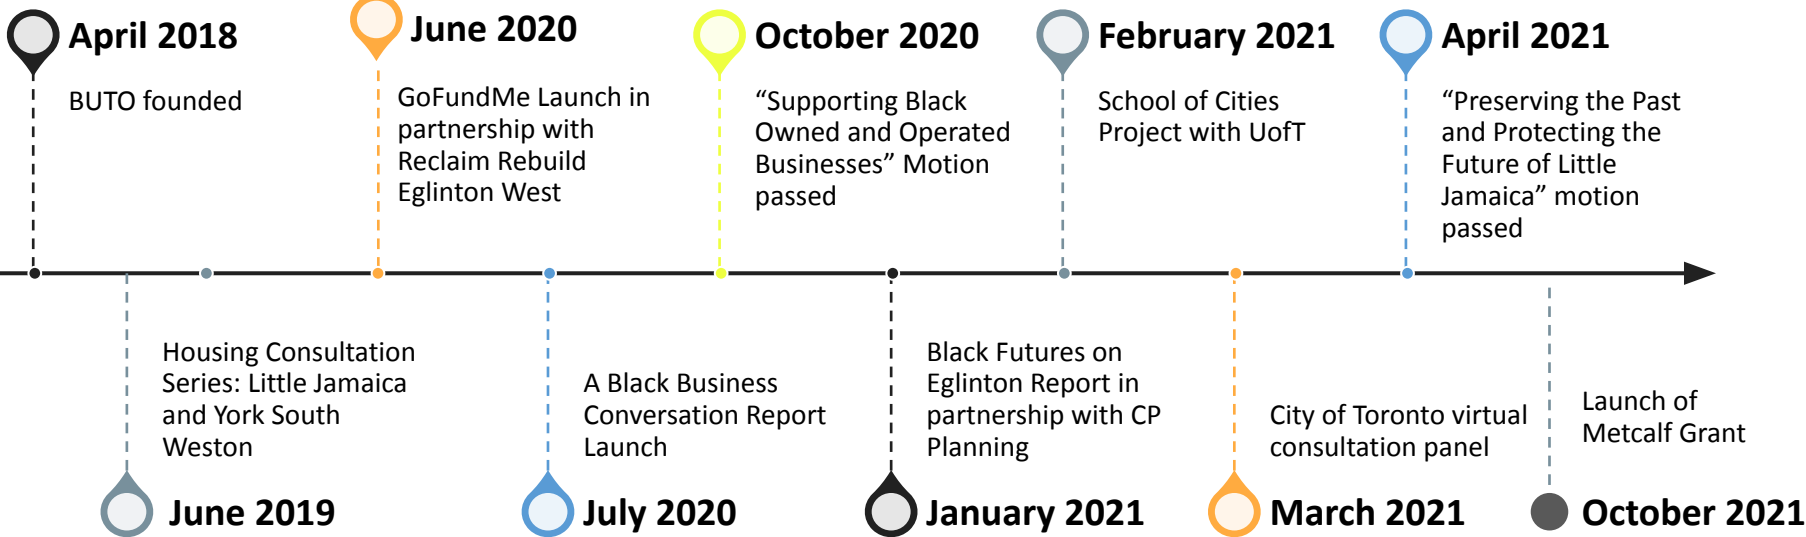 April 2018
BUTO founded
June 2020
GoFundMe Launch in
partnership with
Reclaim Rebuild
Eglinton West
October 2020
“Supporting Black
Owned and Operated
Businesses” Motion
passed
February 2021
School of Cities
Project with UofT
April 2021
“Preserving the Past
and Protecting the
Future of Little
Jamaica” motion
passed
Housing Consultation
Series: Little Jamaica
and York South
Weston
June 2019
A Black Business
Conversation Report
Launch
July 2020
Black Futures on
Eglinton Report in
partnership with CP
Planning
January 2021
City of Toronto virtual
consultation panel
March 2021
Launch of
Metcalf Grant
October 2021